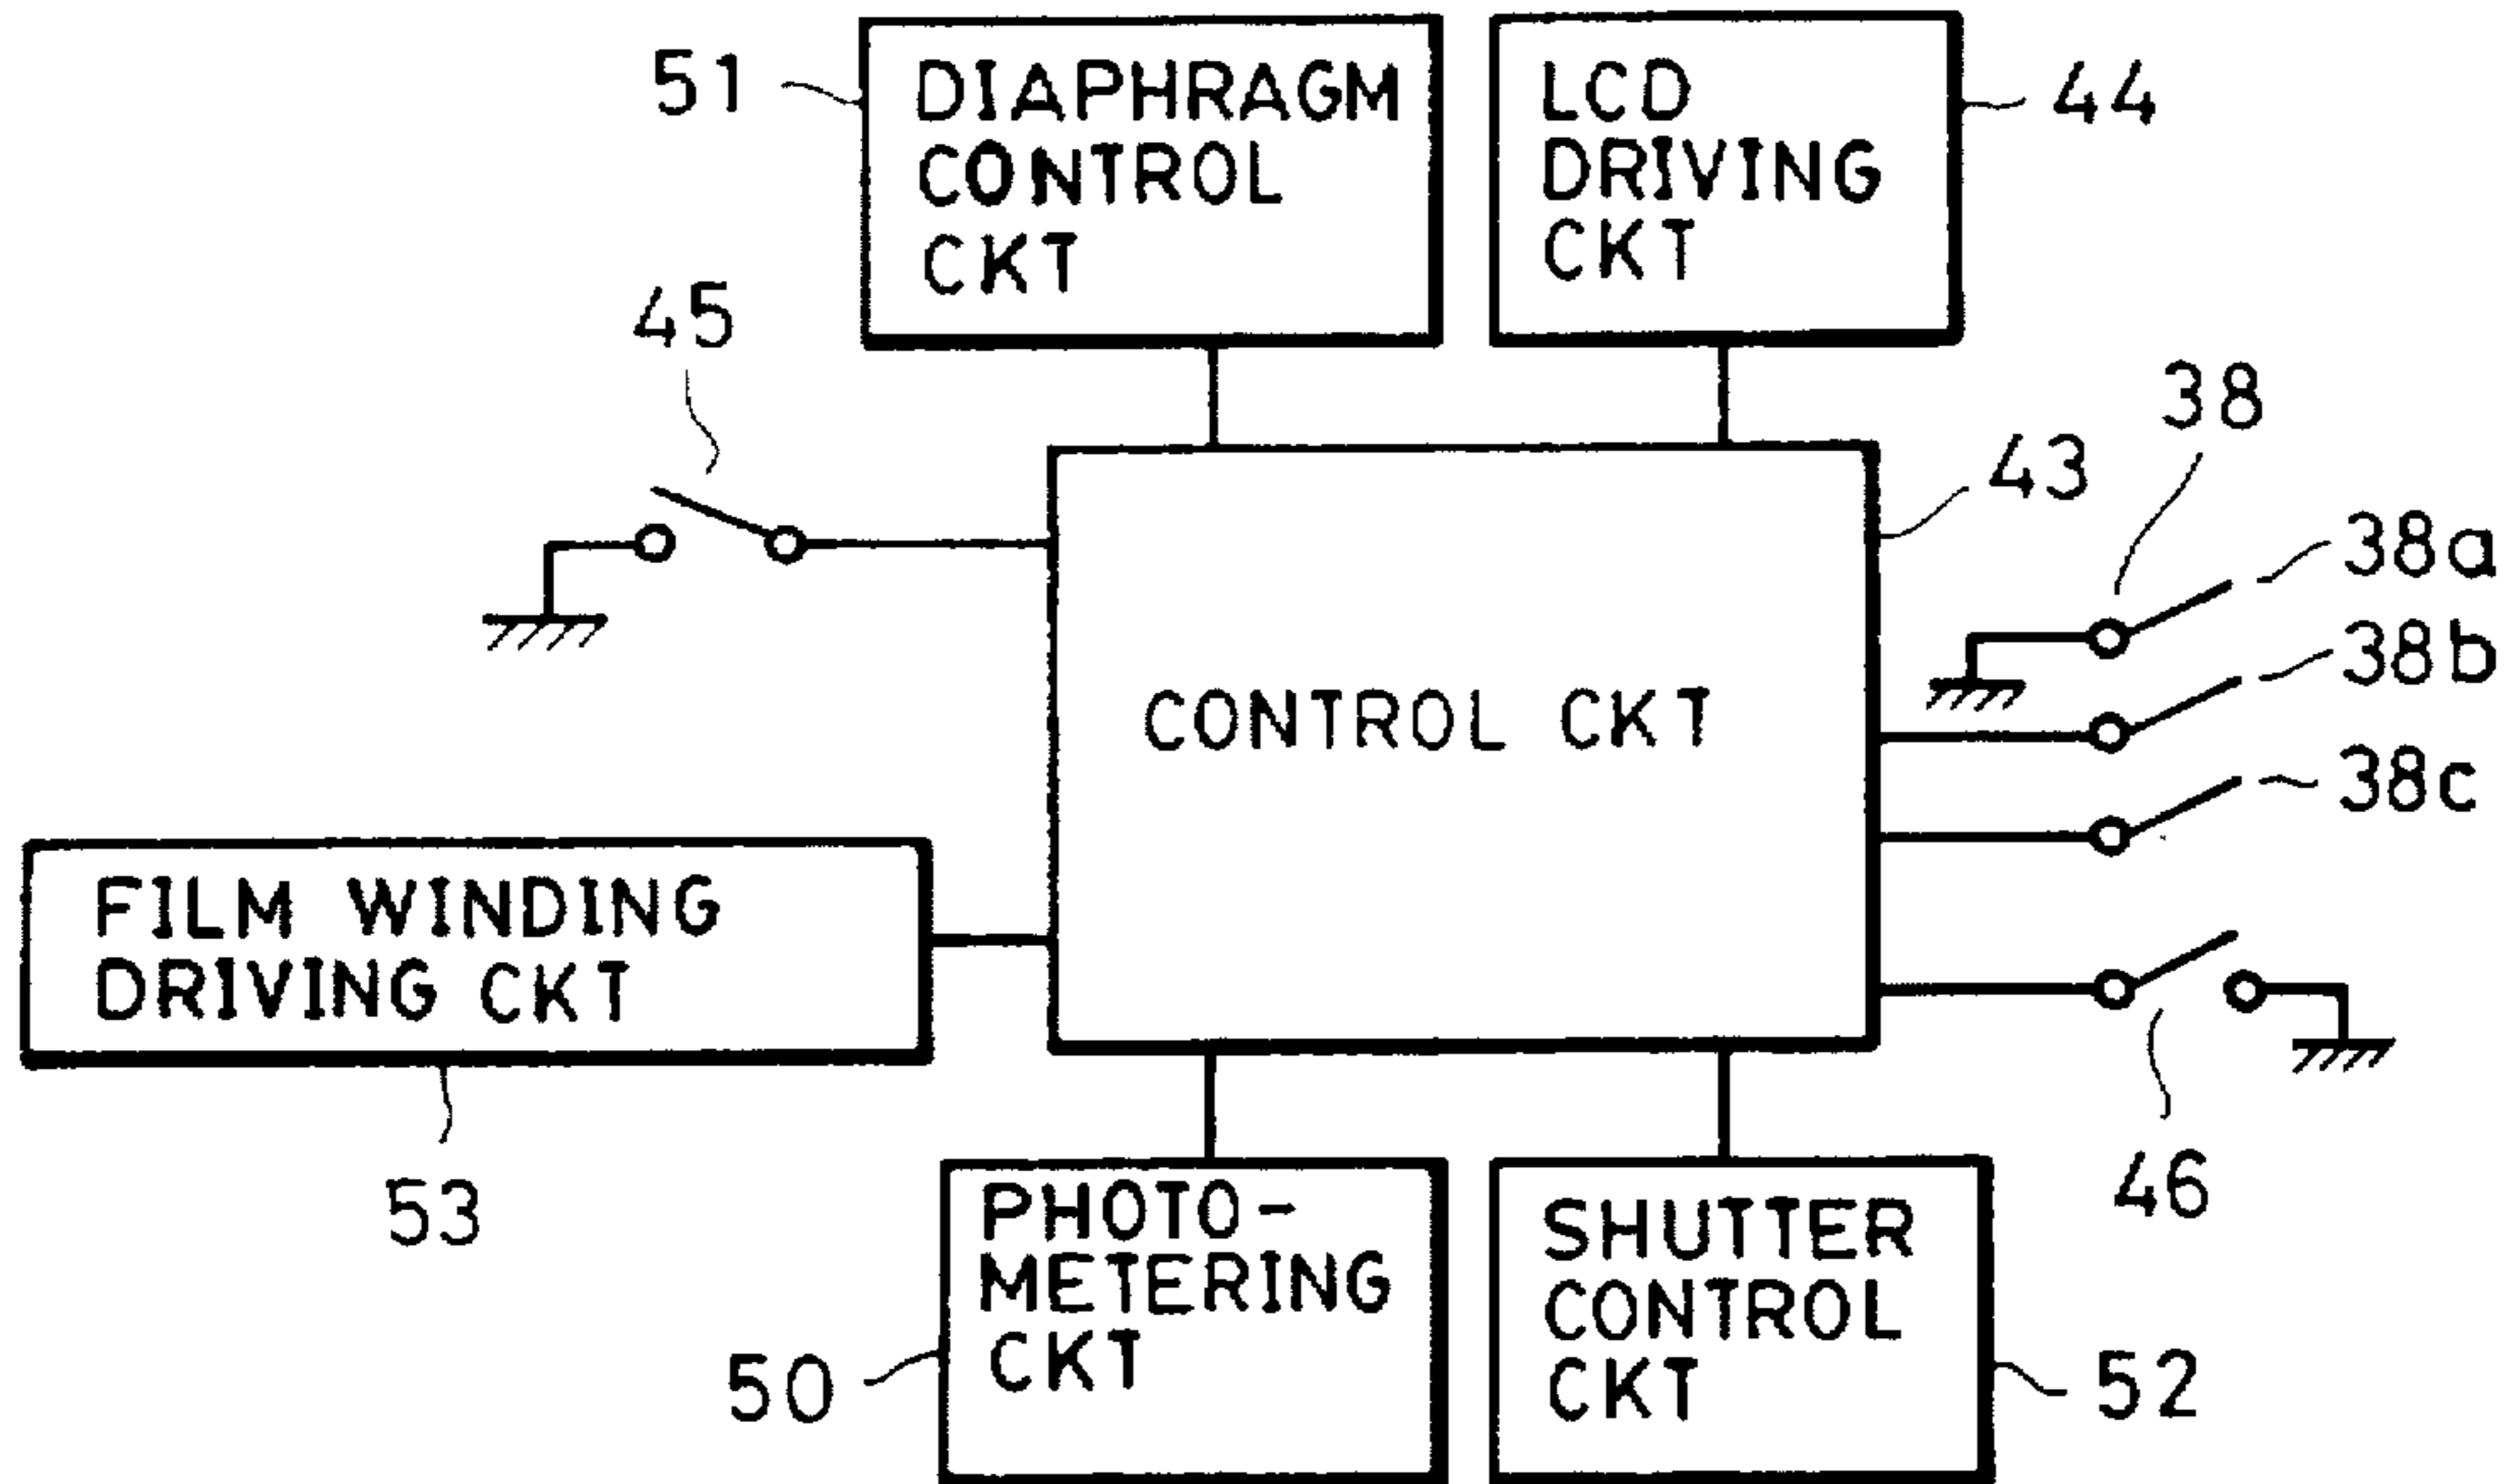 51
DIAPHRAGM
CONTROL
CKT
LCD
DRIVING
CKT
44
45
38
43
38a
38b
38c
CONTROL CKT
FILM WINDING
DRIVING CKT
53
46
PHOTO-
METERING
CKT
50
SHUTTER
CONTROL
CKT
52